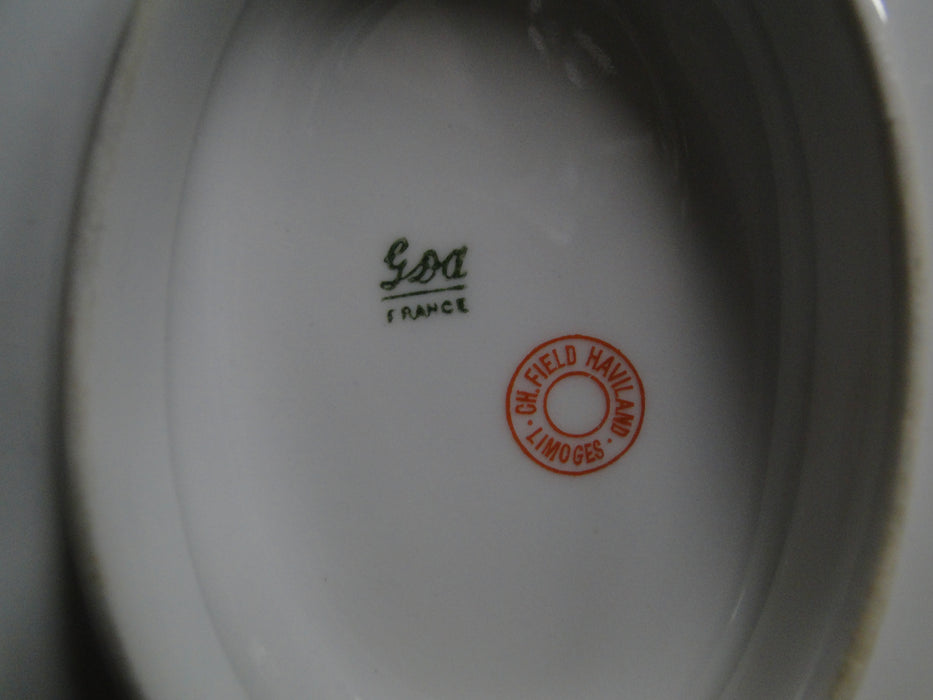 GDA
FRANCE
CH. FIELD HAVILAND
· LIMOGES ·